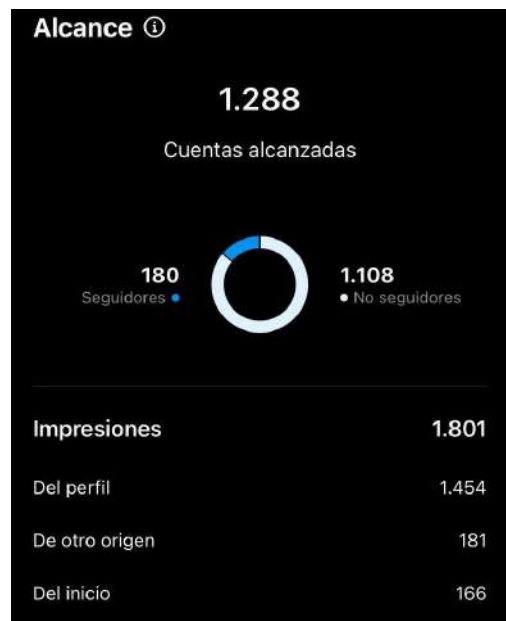 Alcance
1.288
Cuentas alcanzadas
180
Seguidores
1.108
No seguidores
Impresiones 1.801
Del perfil 1.454
De otro origen 181
Del inicio 166